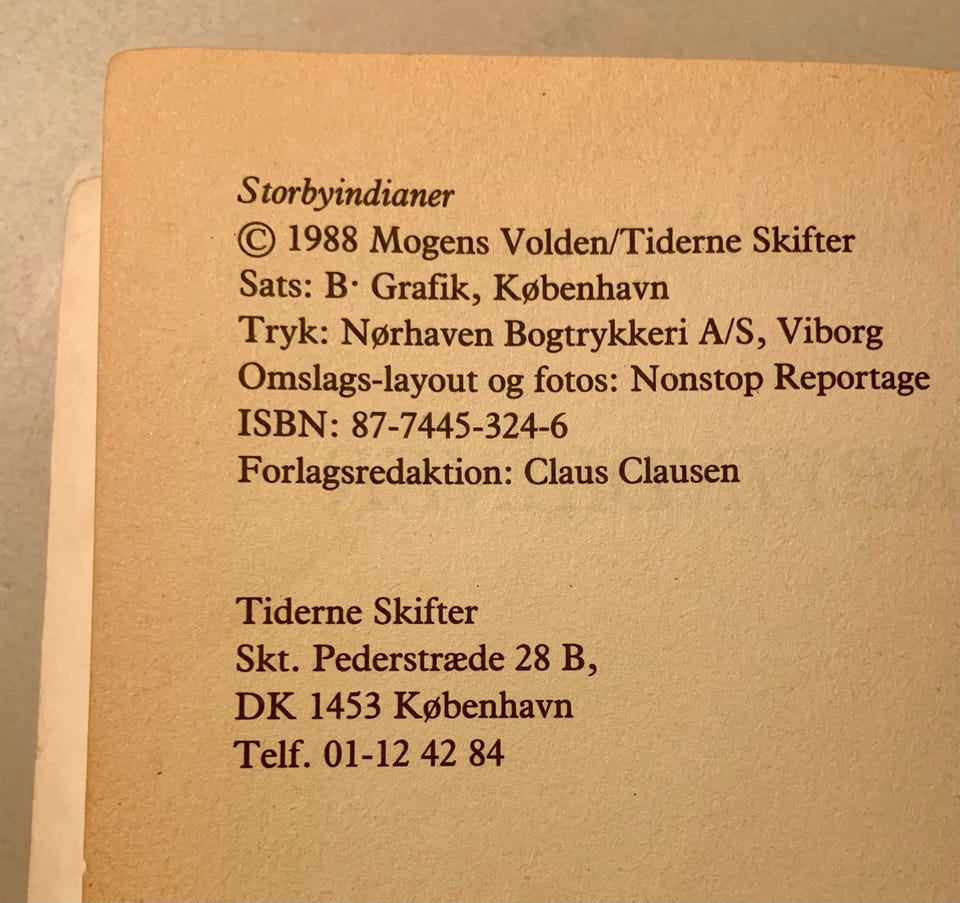 Storbyindianer
© 1988 Mogens Volden/Tiderne Skifter
Sats: B· Grafik, København
Tryk: Nørhaven Bogtrykkeri A/S, Viborg
Omslags-layout og fotos: Nonstop Reportage
ISBN: 87-7445-324-6
Forlagsredaktion: Claus Clausen
Tiderne Skifter
Skt. Pederstræde 28 B,
DK 1453 København
Telf. 01-12 42 84